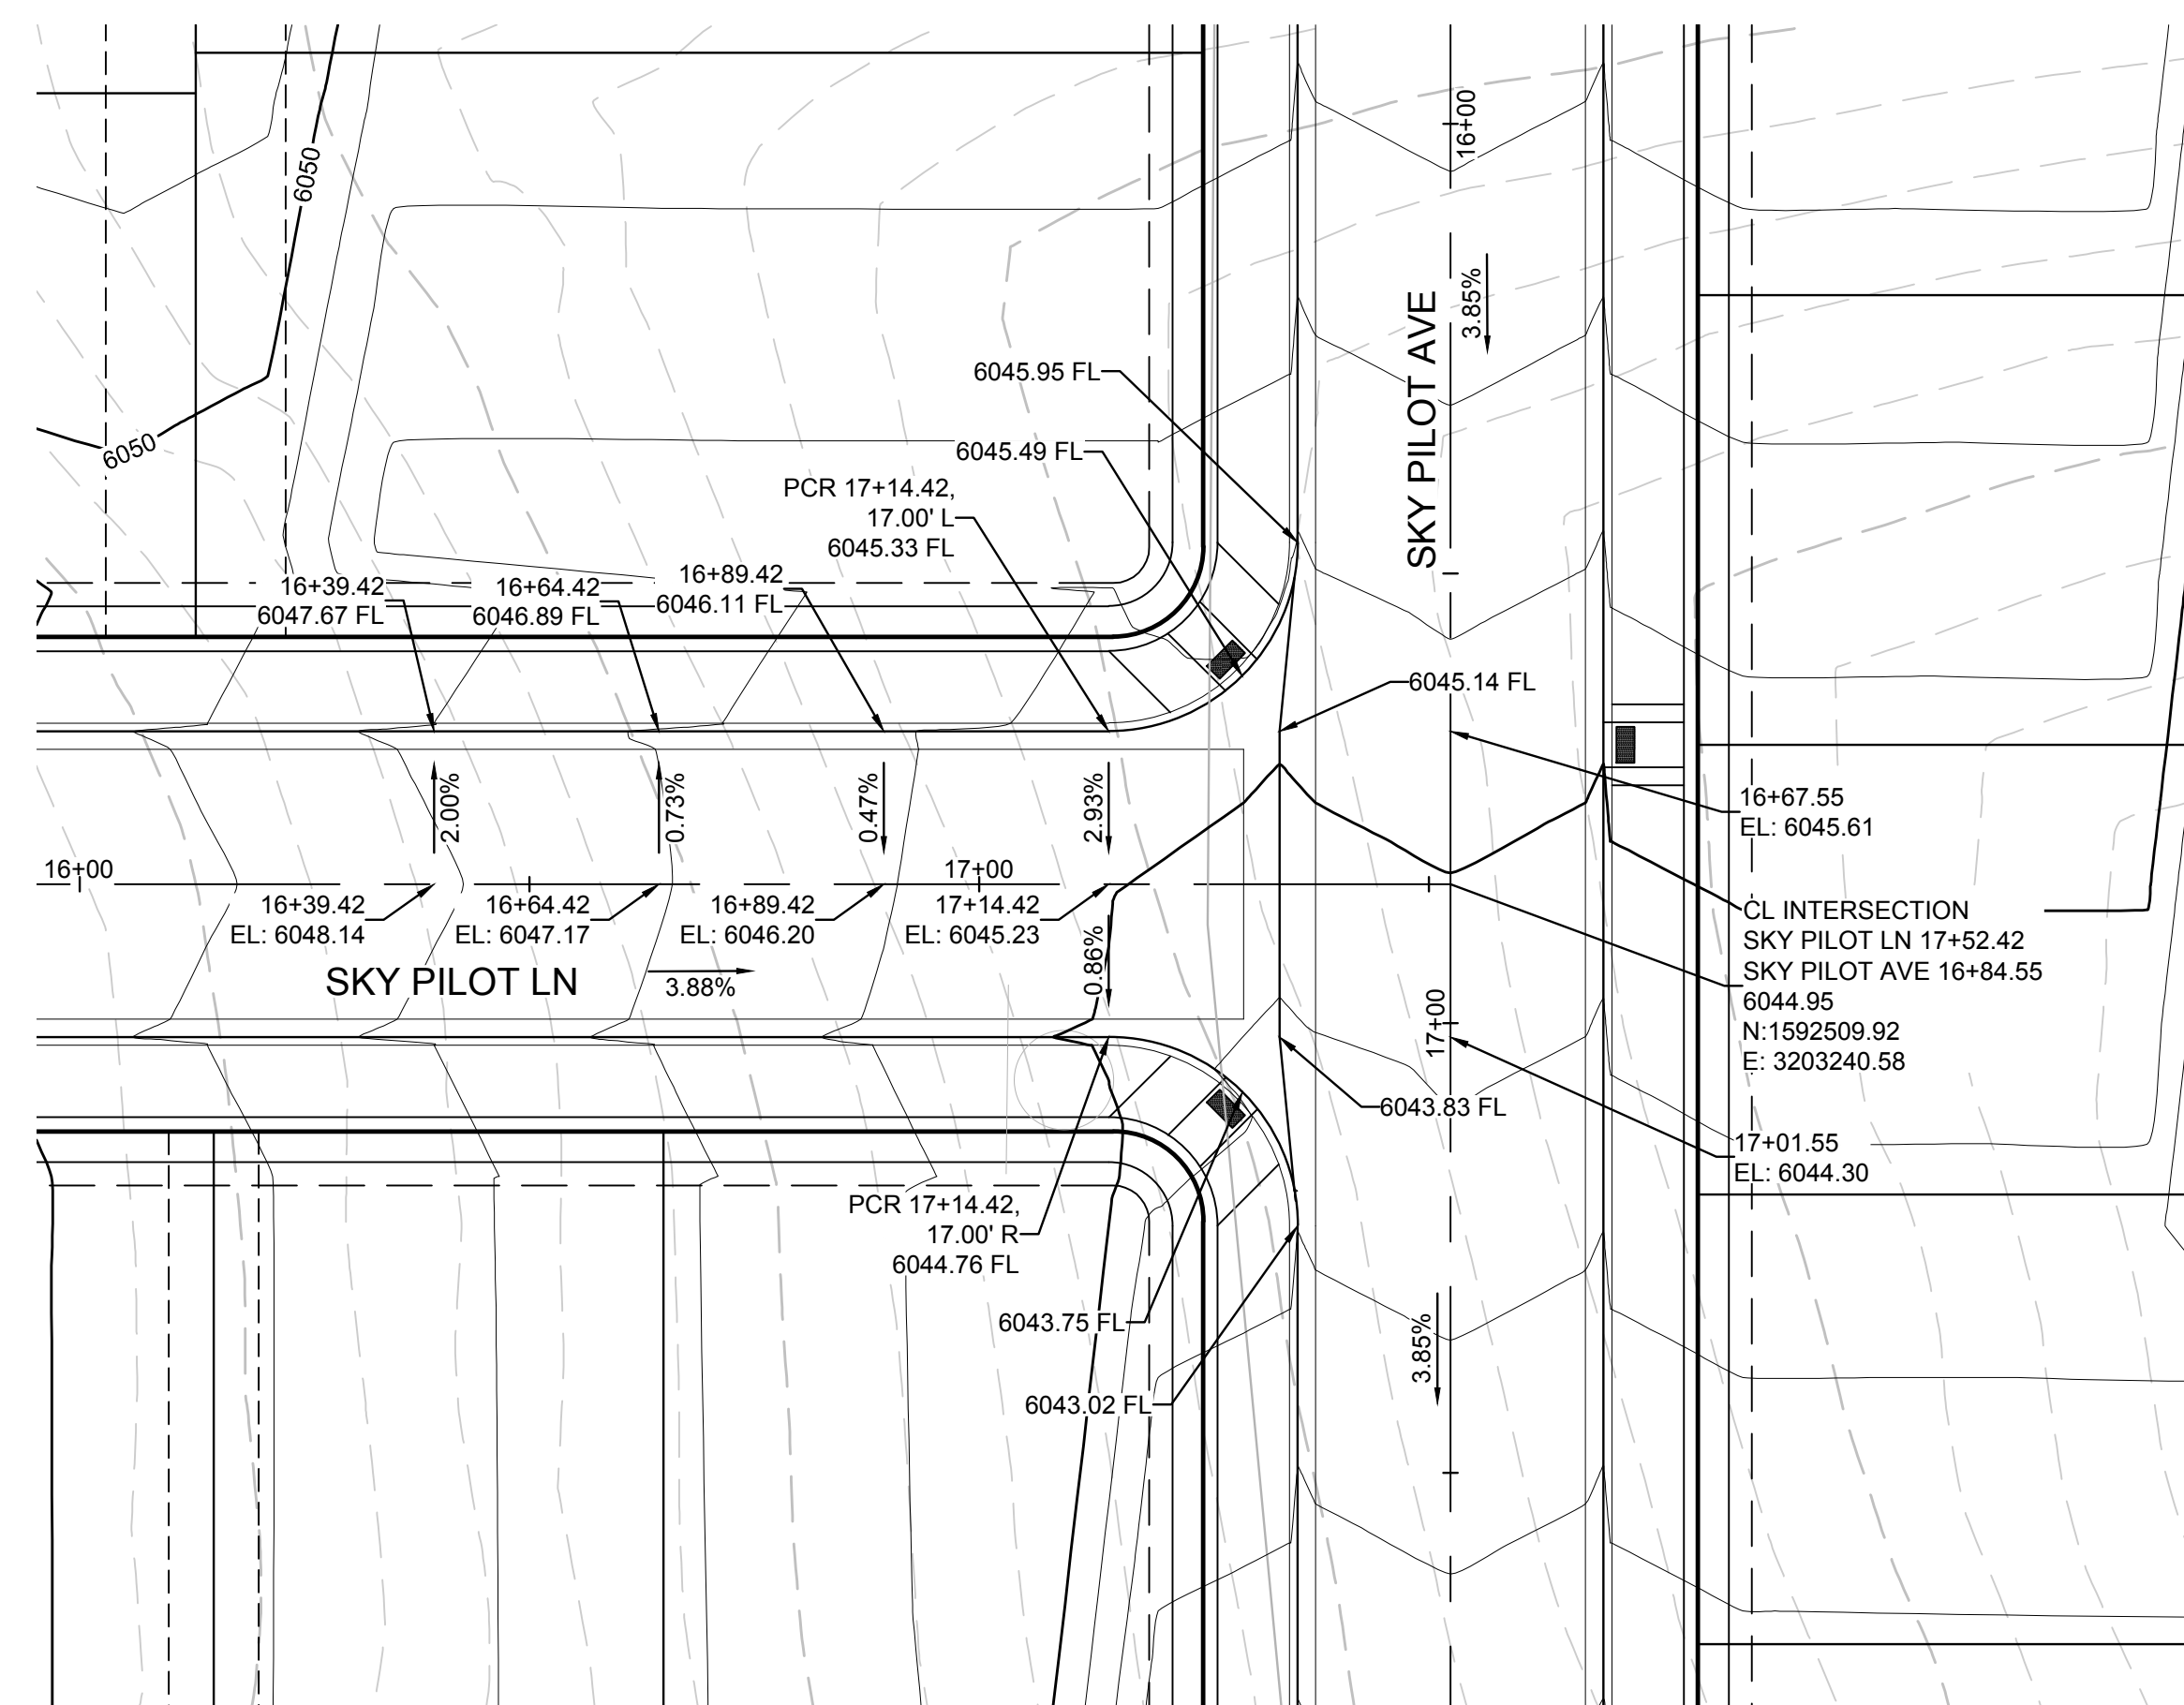 16+00
6050
3.85%
SKY PILOT AVE
6045.95 FL
6050
6045.49 FL
PCR 17+14.42,
17.00' L
6045.33 FL
16+39.42
6047.67 FL
16+64.42
6046.89 FL
16+89.42
6046.11 FL
6045.14 FL
2.00%
0.73%
0.47%
2.93%
16+67.55
EL: 6045.61
16+00
17+00
16+39.42
EL: 6048.14
16+64.42
EL: 6047.17
16+89.42
EL: 6046.20
17+14.42
EL: 6045.23
0.86%
SKY PILOT LN
3.88%
CL INTERSECTION
SKY PILOT LN 17+52.42
SKY PILOT AVE 16+84.55
6044.95
N:1592509.92
E: 3203240.58
17+00
6043.83 FL
17+01.55
EL: 6044.30
PCR 17+14.42,
17.00' R
6044.76 FL
6043.75 FL
3.85%
6043.02 FL